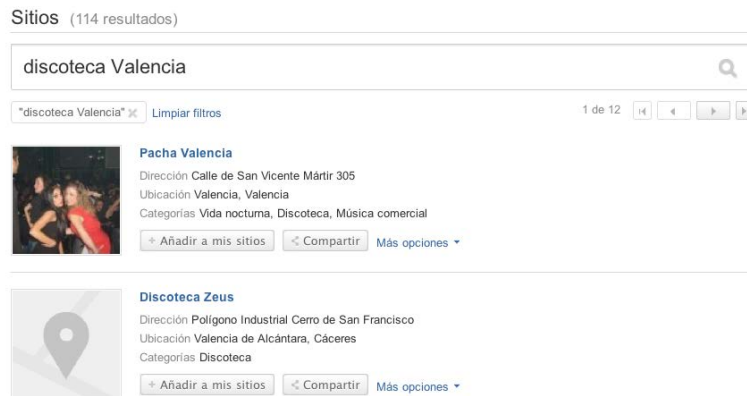 Sitios (114 resultados)
discoteca Valencia
"discoteca Valencia" Limpiar filtros 1 de 12
Pacha Valencia
Dirección Calle de San Vicente Mártir 305
Ubicación Valencia, Valencia
Categorías Vida nocturna, Discoteca, Música comercial
+ Añadir a mis sitios Compartir Más opciones
Discoteca Zeus
Dirección Polígono Industrial Cerro de San Francisco
Ubicación Valencia de Alcántara, Cáceres
Categorías Discoteca
+ Añadir a mis sitios Compartir Más opciones